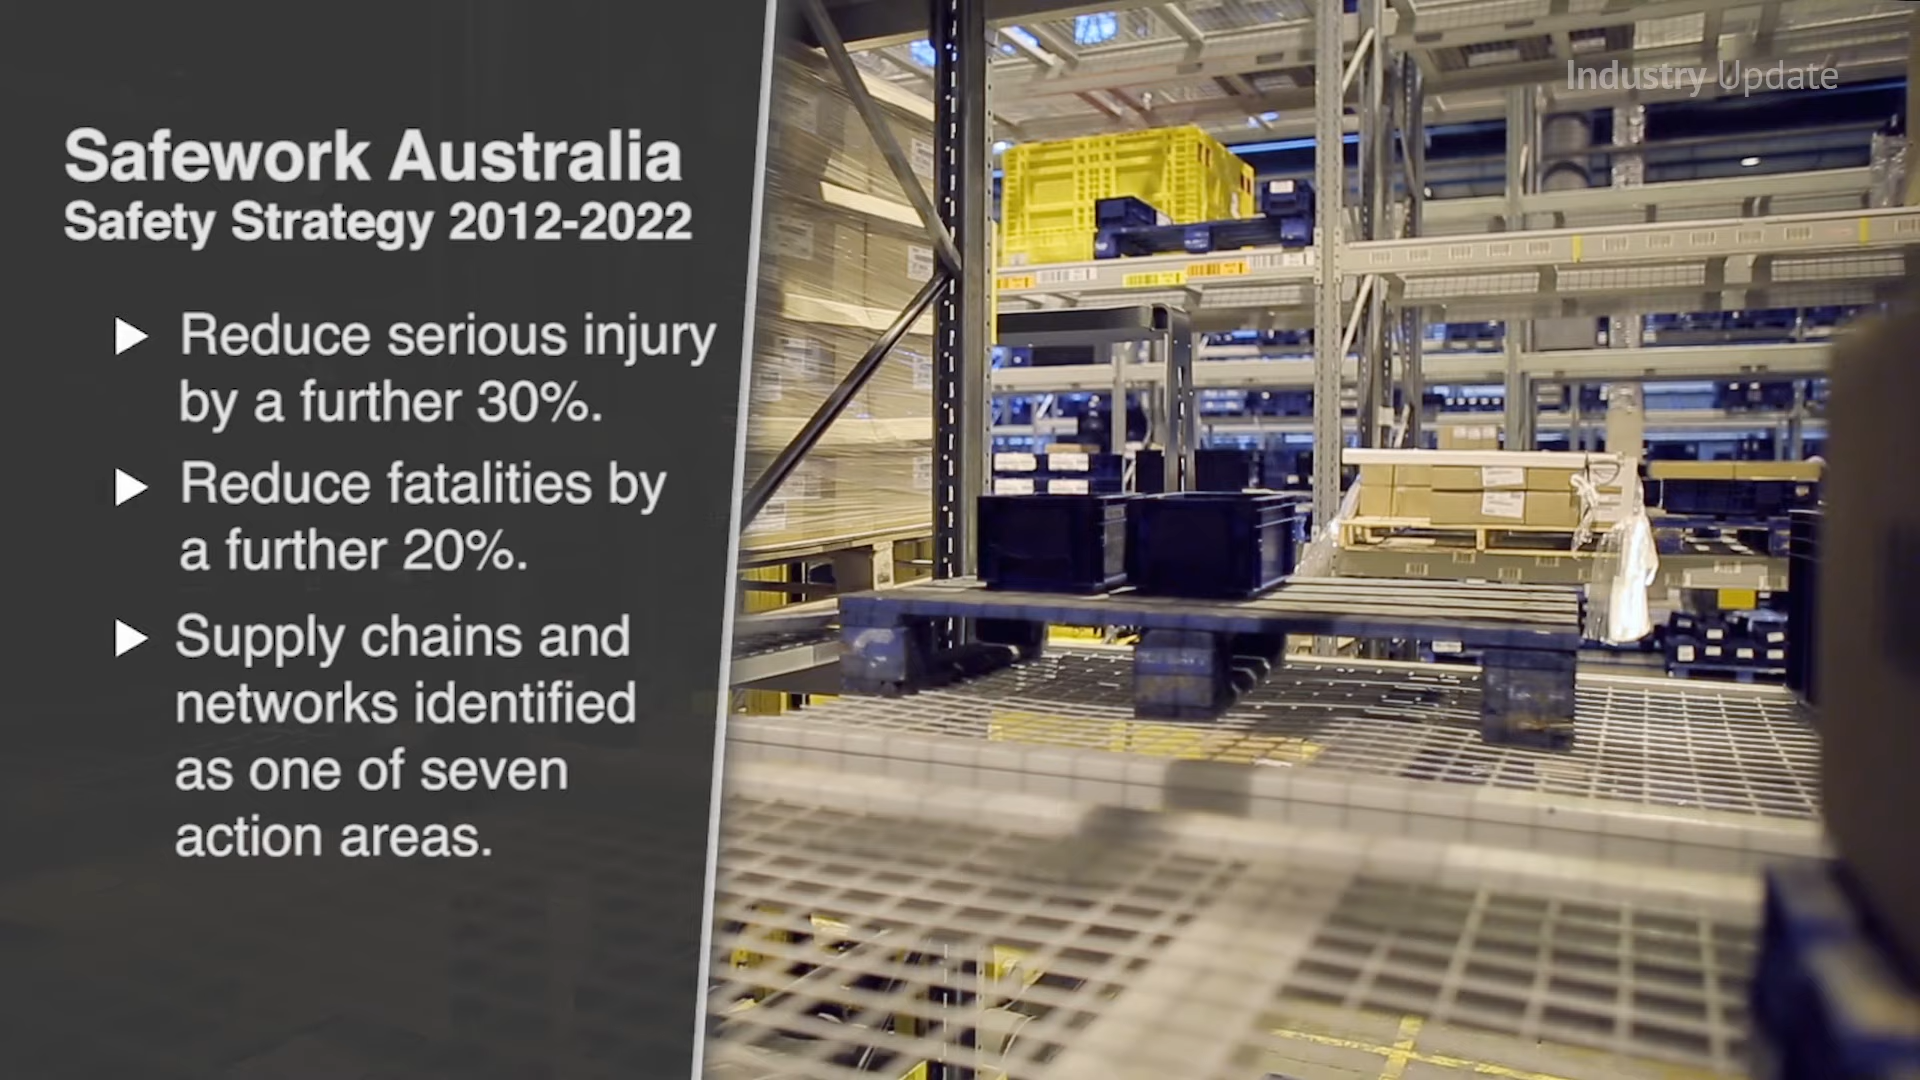 Industry Update
Safework Australia
Safety Strategy 2012-2022
Reduce serious injury
by a further 30%.
Reduce fatalities by
a further 20%.
Supply chains and
networks identified
as one of seven
action areas.